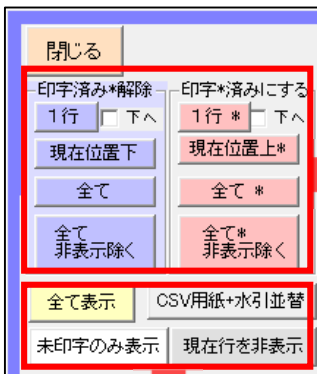 閉じる
印字済み*解除
印字*済みにする
1行
下へ
1行 *
下へ
現在位置下
現在位置上*
全て
全て *
全て
非表示除く
全て*
非表示除く
全て表示
CSV用紙+水引並替
未印字のみ表示
現在行を非表示